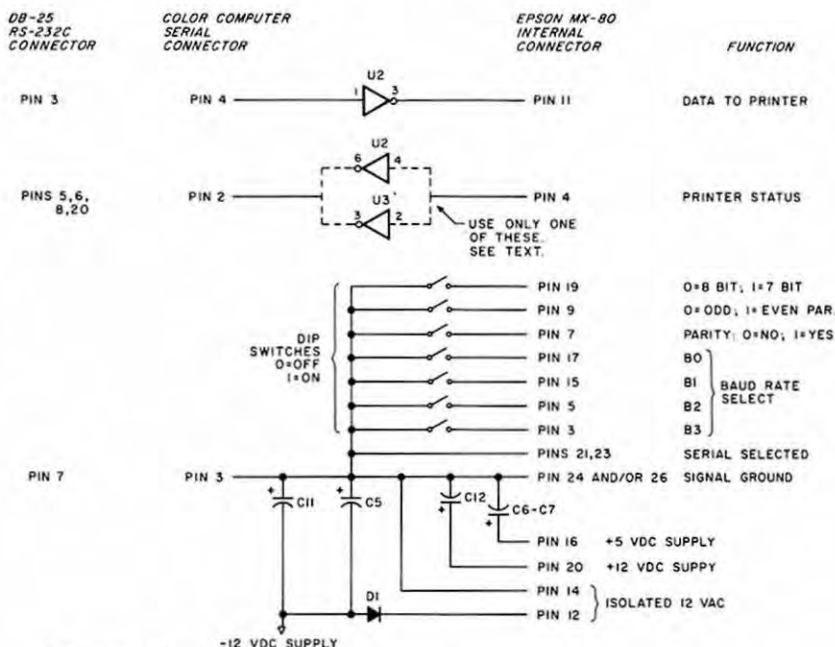 DB-25 RS-232C CONNECTOR
COLOR COMPUTER SERIAL CONNECTOR
EPSON MX-80 INTERNAL CONNECTOR
FUNCTION
U2
PIN 3 PIN 4 1 3 PIN 11 DATA TO PRINTER
U2
6 4
PINS 5,6, 8,20 PIN 2 PIN 4 PRINTER STATUS
U3
3 2
USE ONLY ONE
OF THESE.
SEE TEXT.
PIN 19 0=8 BIT; 1=7 BIT
PIN 9 0=ODD; 1=EVEN PAR.
PIN 7 PARITY: 0=NO; 1=YES
DIP
SWITCHES
0=OFF
1=ON
PIN 17 B0
PIN 15 B1
PIN 5 B2
PIN 3 B3
BAUD RATE
SELECT
PINS 21,23 SERIAL SELECTED
PIN 7 PIN 3 PIN 24 AND/OR 26 SIGNAL GROUND
+ C11 + C5 C12 + C6-C7 +
PIN 16 +5 VDC SUPPLY
PIN 20 +12 VDC SUPPY
PIN 14
D1 PIN 12
ISOLATED 12 VAC
-12 VDC SUPPLY